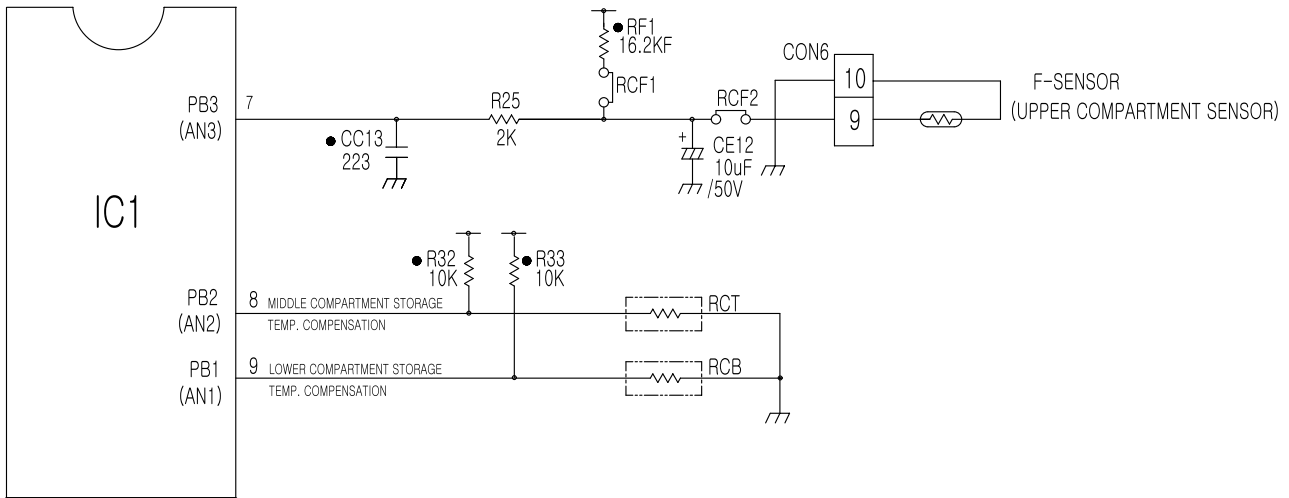 RF1
16.2KF
RCF1
CON6
10
9
F-SENSOR
(UPPER COMPARTMENT SENSOR)
PB3
(AN3)
7
R25
2K
RCF2
CC13
223
+
CE12
10uF
/50V
IC1
R32
10K
R33
10K
PB2
(AN2)
8 MIDDLE COMPARTMENT STORAGE
TEMP. COMPENSATION
RCT
PB1
(AN1)
9 LOWER COMPARTMENT STORAGE
TEMP. COMPENSATION
RCB